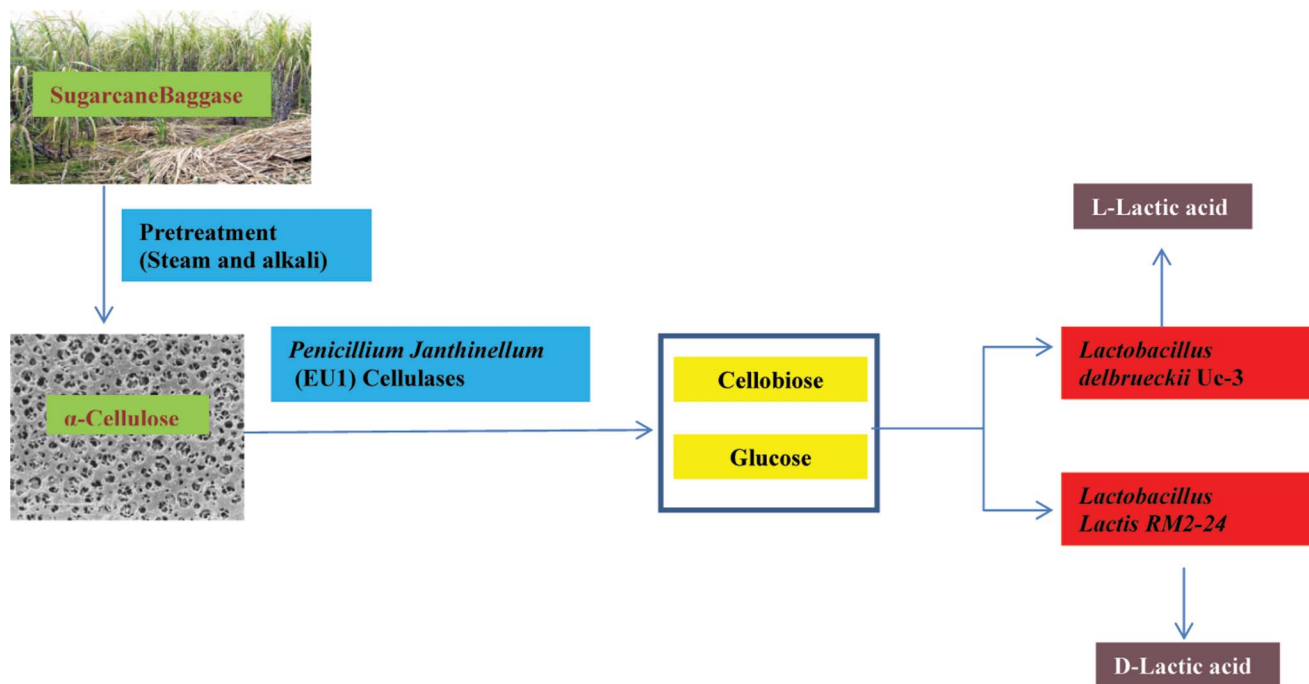 SugarcaneBaggase
Pretreatment
(Steam and alkali)
α-Cellulose
Penicillium Janthinellum
(EU1) Cellulases
Cellobiose
Glucose
L-Lactic acid
Lactobacillus
delbrueckii Uc-3
Lactobacillus
Lactis RM2-24
D-Lactic acid